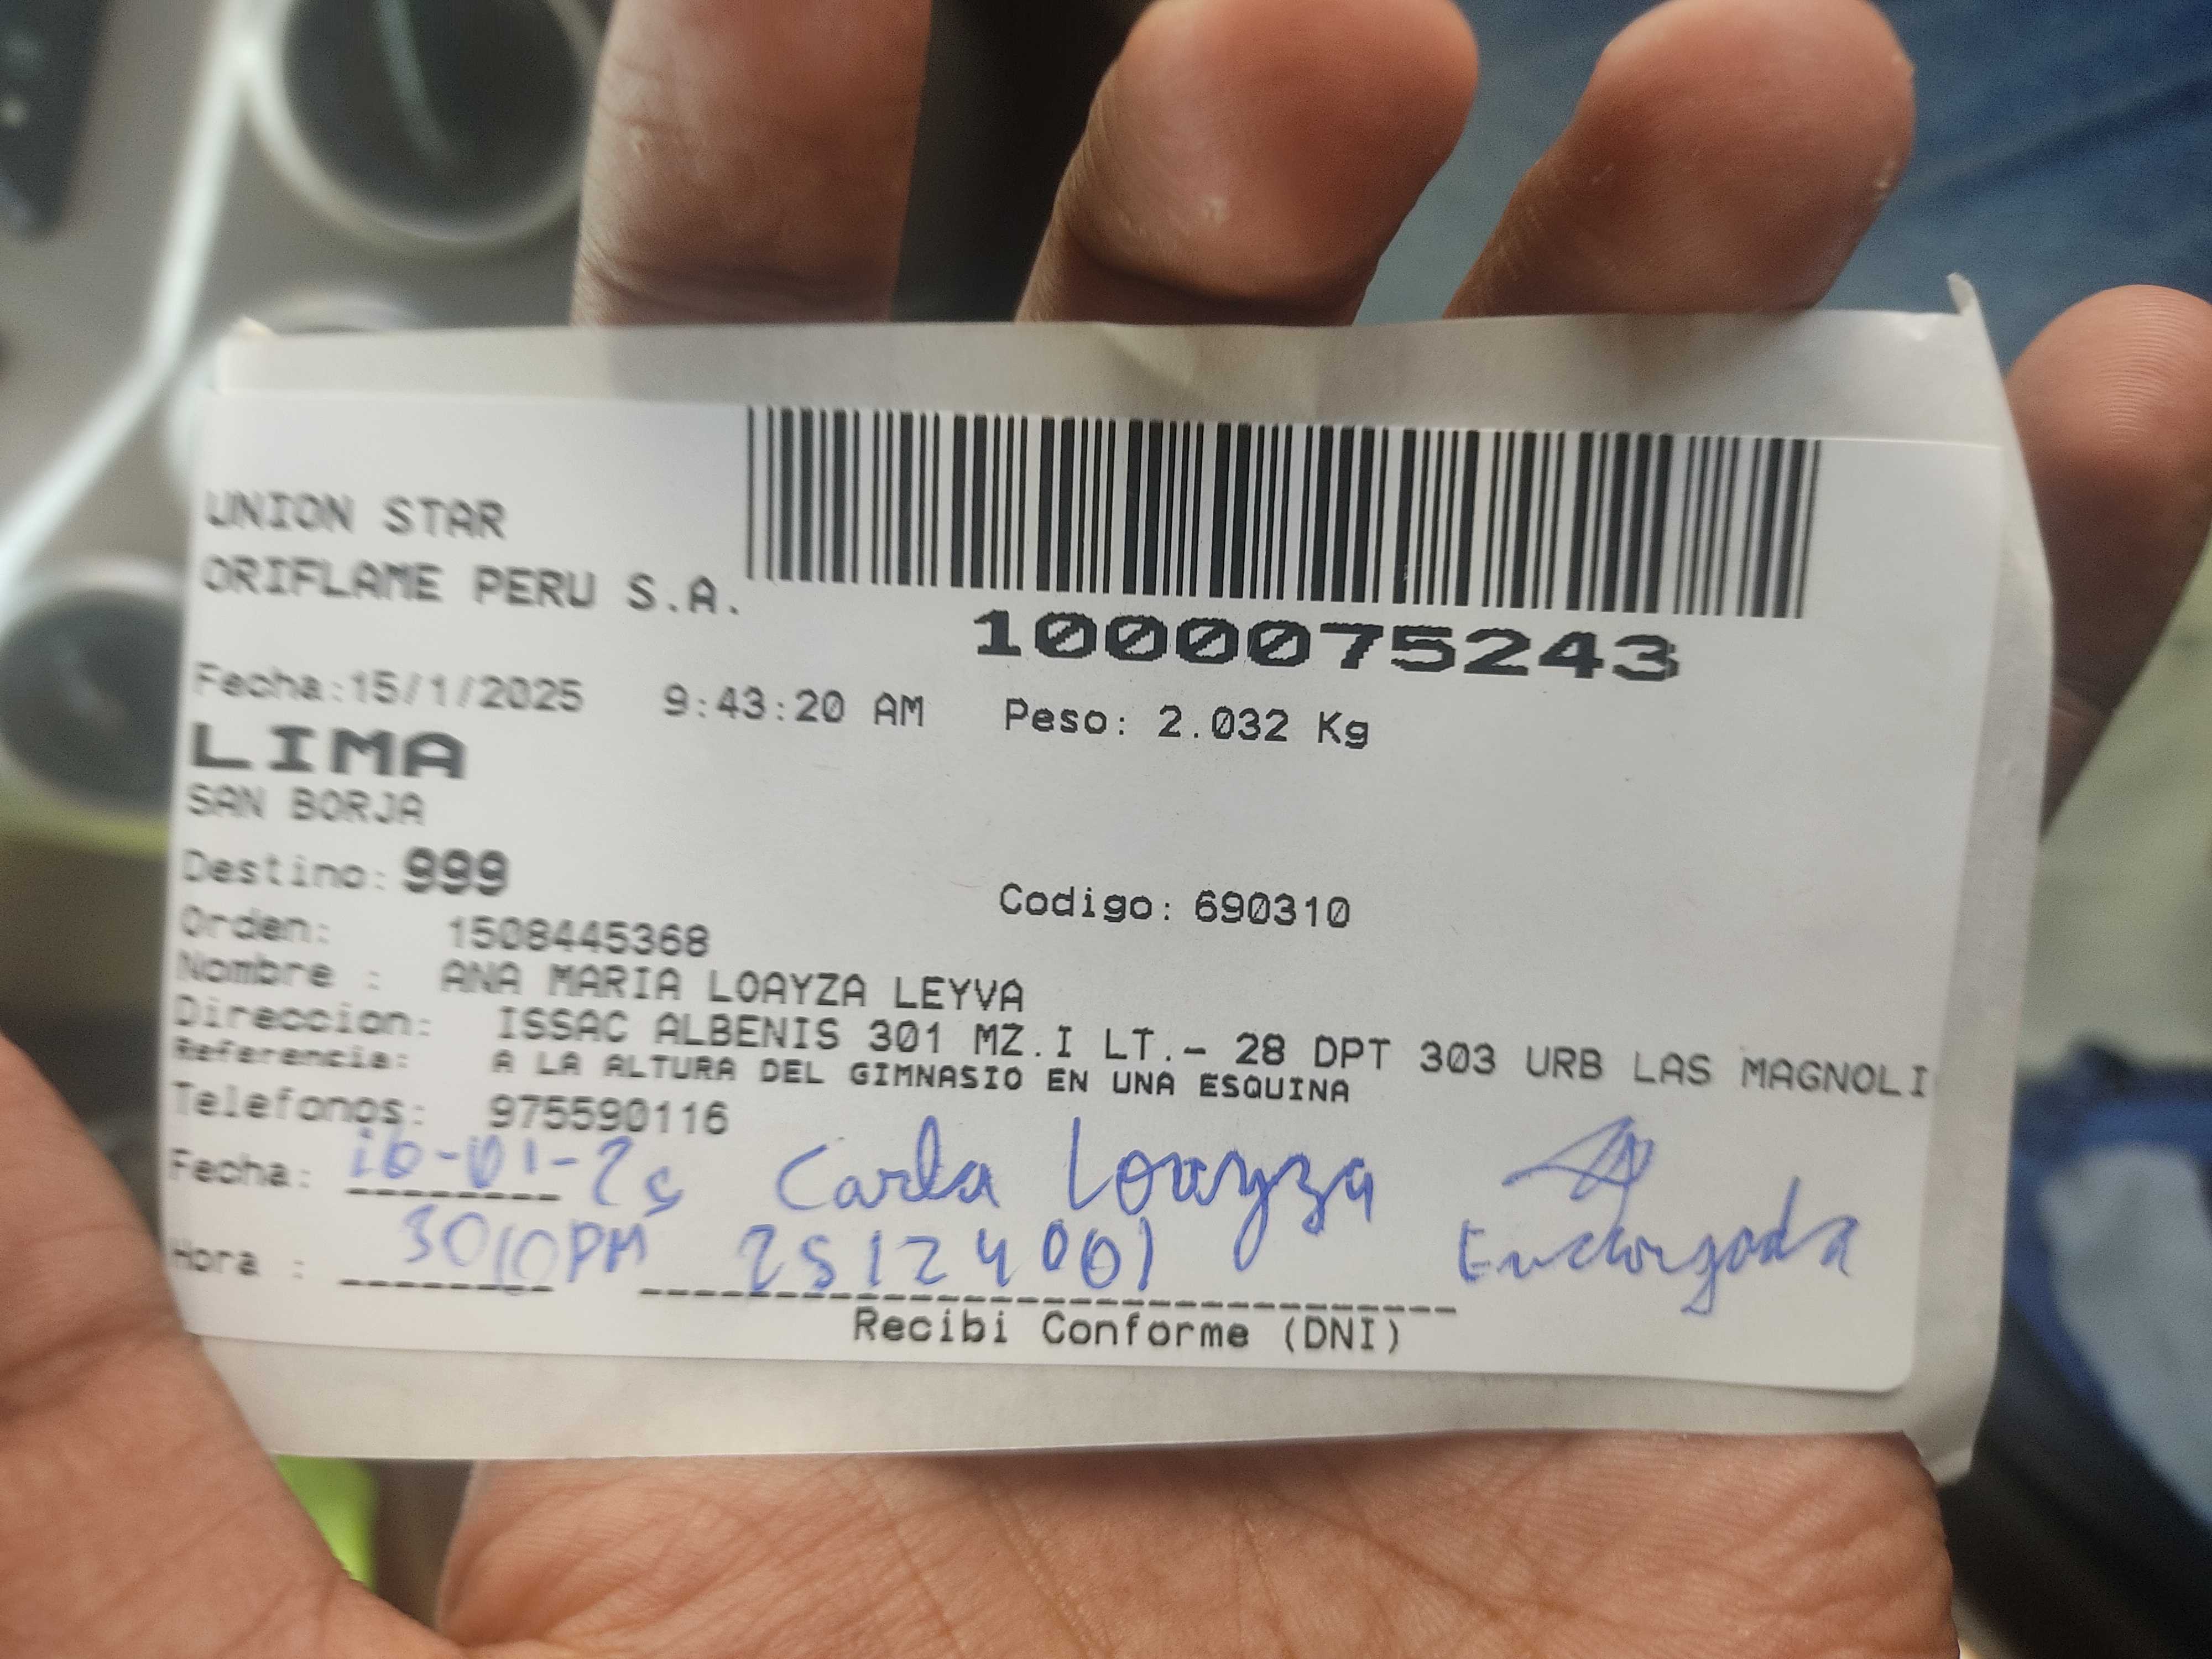 UNION STAR
ORIFLAME PERU S.A.
1000075243
Fecha:15/1/2025 9:43:20 AM Peso: 2.032 Kg
LIMA
SAN BORJA
Destino: 999
Codigo: 690310
Orden: 1508445368
Nombre : ANA MARIA LOAYZA LEYVA
Direccion: ISSAC ALBENIS 301 MZ.I LT.- 28 DPT 303 URB LAS MAGNOLI
Referencia: A LA ALTURA DEL GIMNASIO EN UNA ESQUINA
Telefonos: 975590116
Fecha: 16-01-25 Carla Loayza
Hora : PM 25124001 Encargada
Recibi Conforme (DNI)